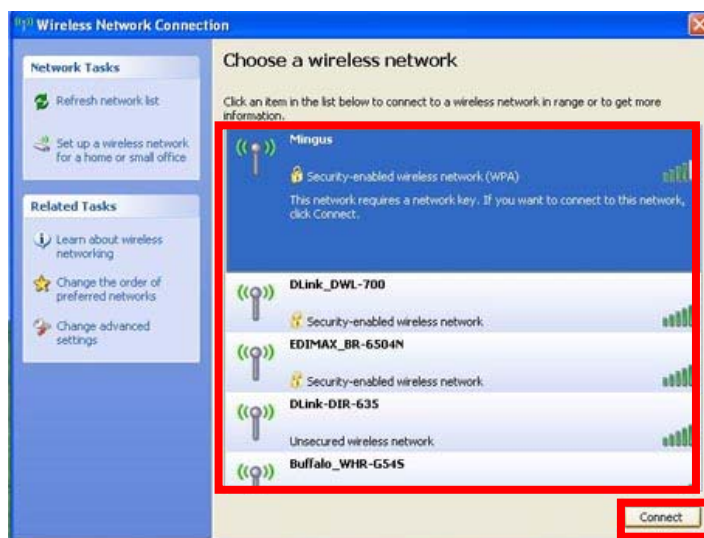 Wireless Network Connection
Network Tasks
Refresh network list
Set up a wireless network
for a home or small office
Related Tasks
Learn about wireless
networking
Change the order of
preferred networks
Change advanced
settings
Choose a wireless network
Click an item in the list below to connect to a wireless network in range or to get more
information.
Mingus
Security-enabled wireless network (WPA)
This network requires a network key. If you want to connect to this network,
click Connect.
DLink_DWL-700
Security-enabled wireless network
EDIMAX_BR-6504N
Security-enabled wireless network
DLink-DIR-635
Unsecured wireless network
Buffalo_WHR-G54S
Connect